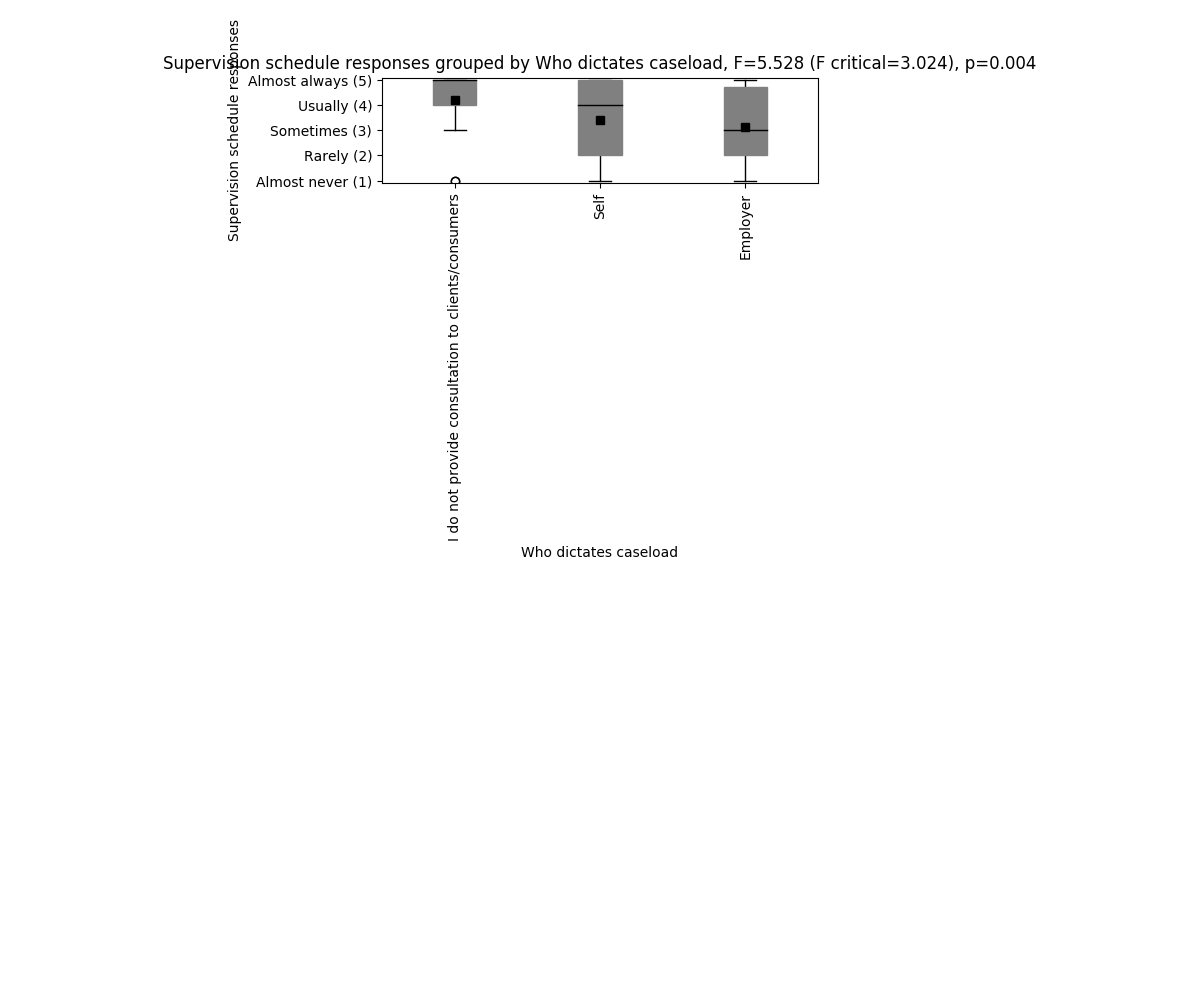 Supervision schedule responses grouped by Who dictates caseload, F=5.528 (F critical=3.024), p=0.004
Supervision schedule responses
Almost always (5)
Usually (4)
Sometimes (3)
Rarely (2)
Almost never (1)
I do not provide consultation to clients/consumers
Self
Employer
Who dictates caseload